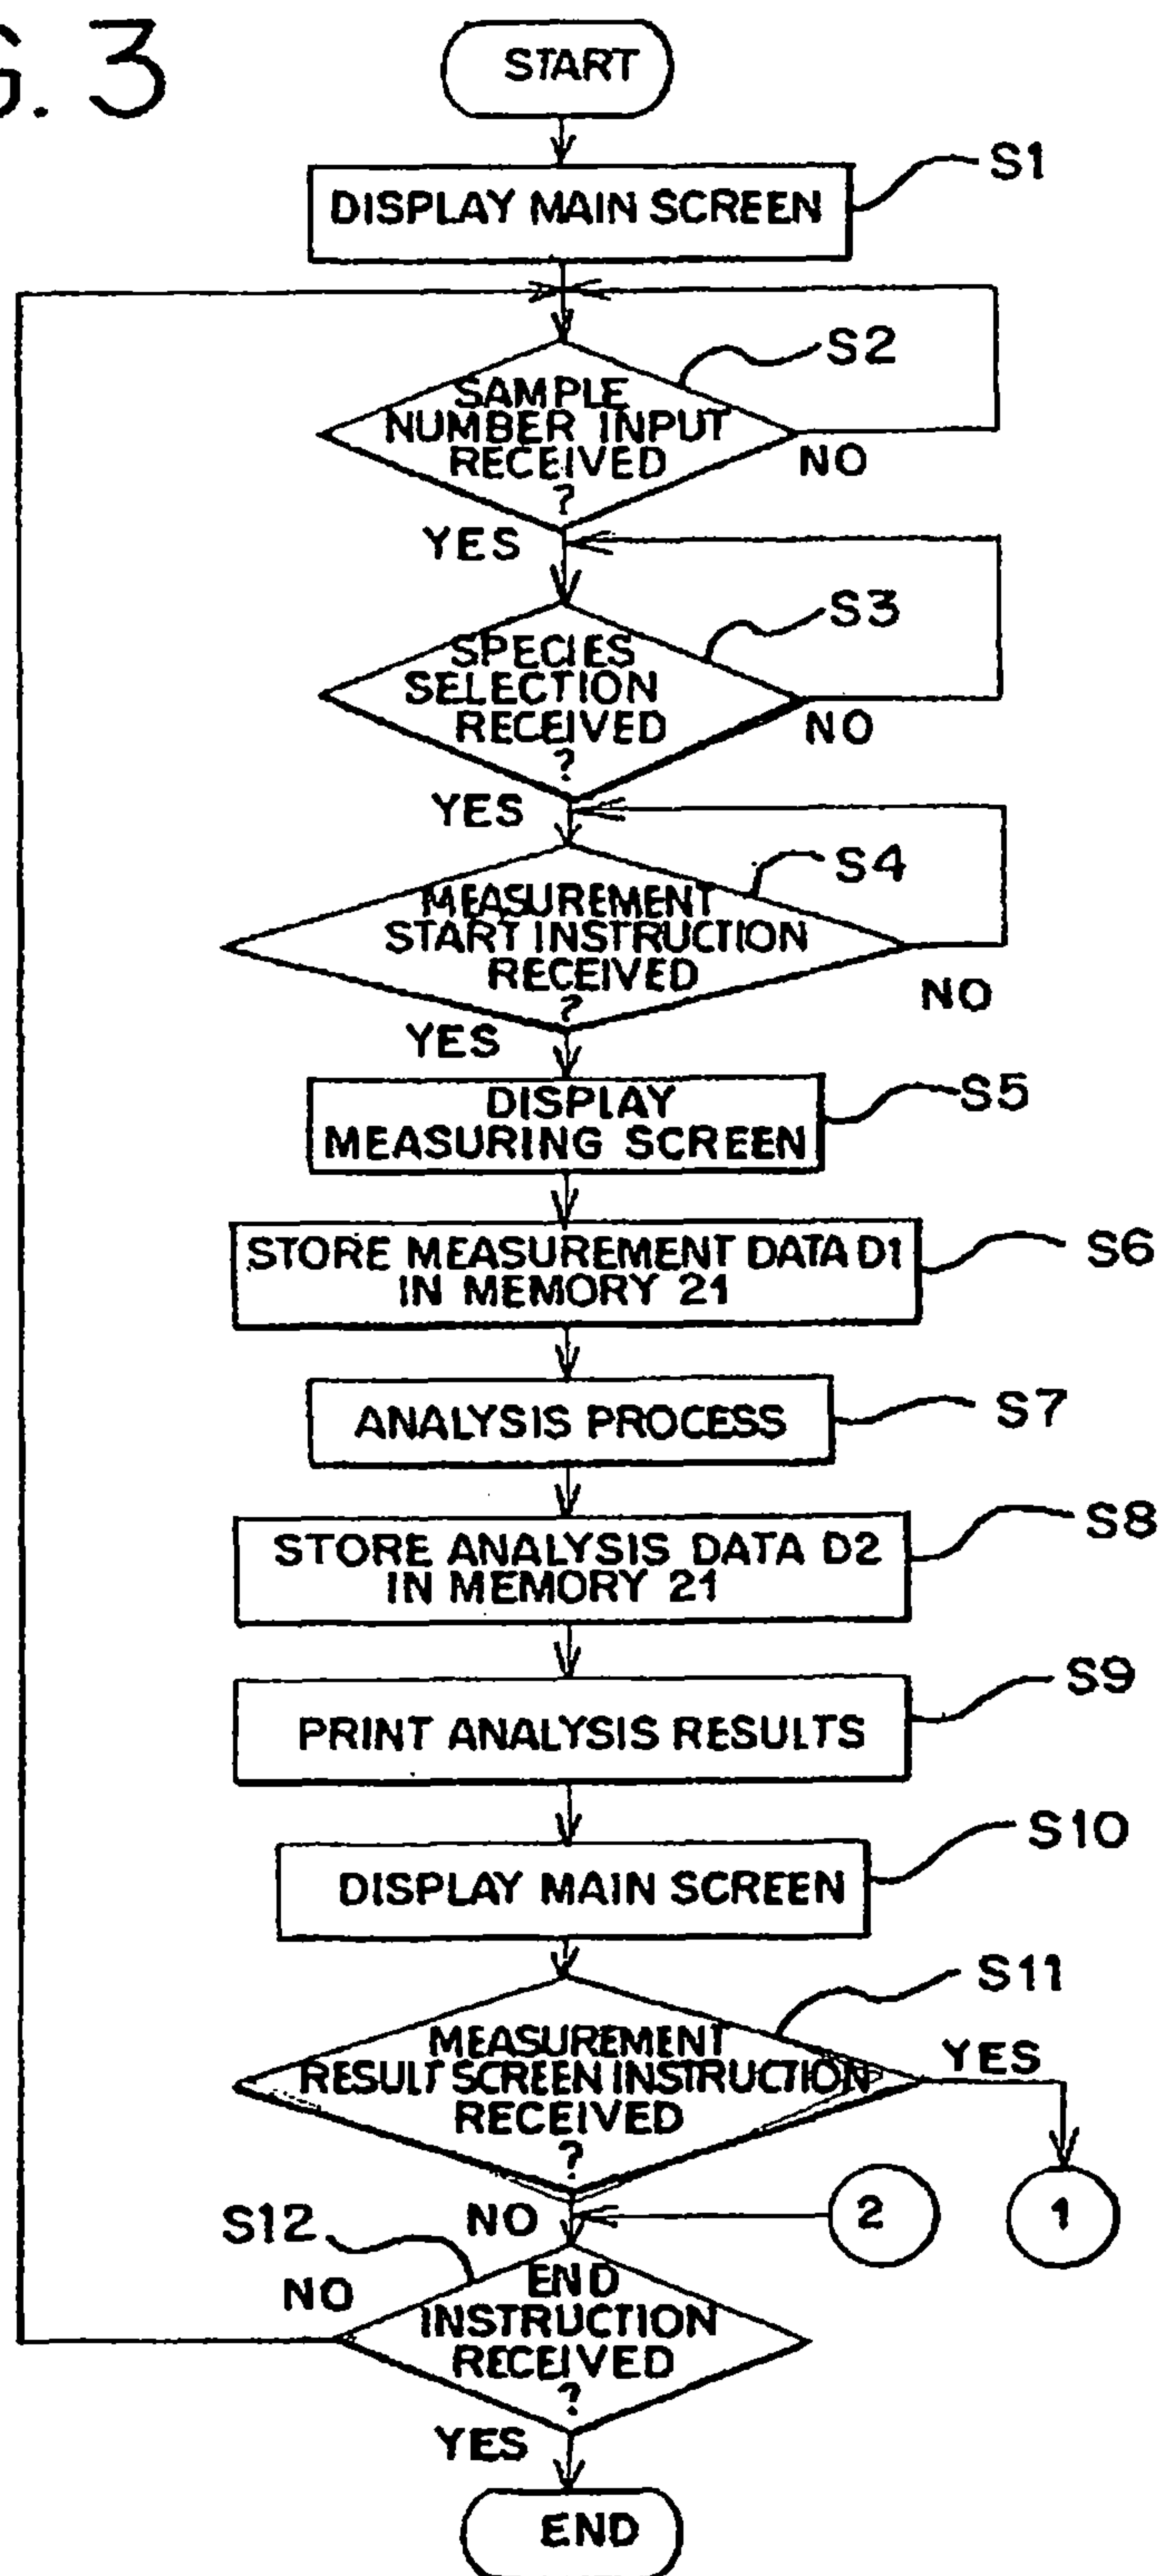 G. 3
START
DISPLAY MAIN SCREEN
S1
SAMPLE
NUMBER INPUT
RECEIVED
?
S2
NO
YES
SPECIES
SELECTION
RECEIVED
?
S3
NO
YES
MEASUREMENT
START INSTRUCTION
RECEIVED
?
S4
NO
YES
DISPLAY
MEASURING SCREEN
S5
STORE MEASUREMENT DATA D1
IN MEMORY 21
S6
ANALYSIS PROCESS
S7
STORE ANALYSIS DATA D2
IN MEMORY 21
S8
PRINT ANALYSIS RESULTS
S9
DISPLAY MAIN SCREEN
S10
MEASUREMENT
RESULT SCREEN INSTRUCTION
RECEIVED
?
S11
YES
NO
2
1
S12
NO
END
INSTRUCTION
RECEIVED
?
YES
END